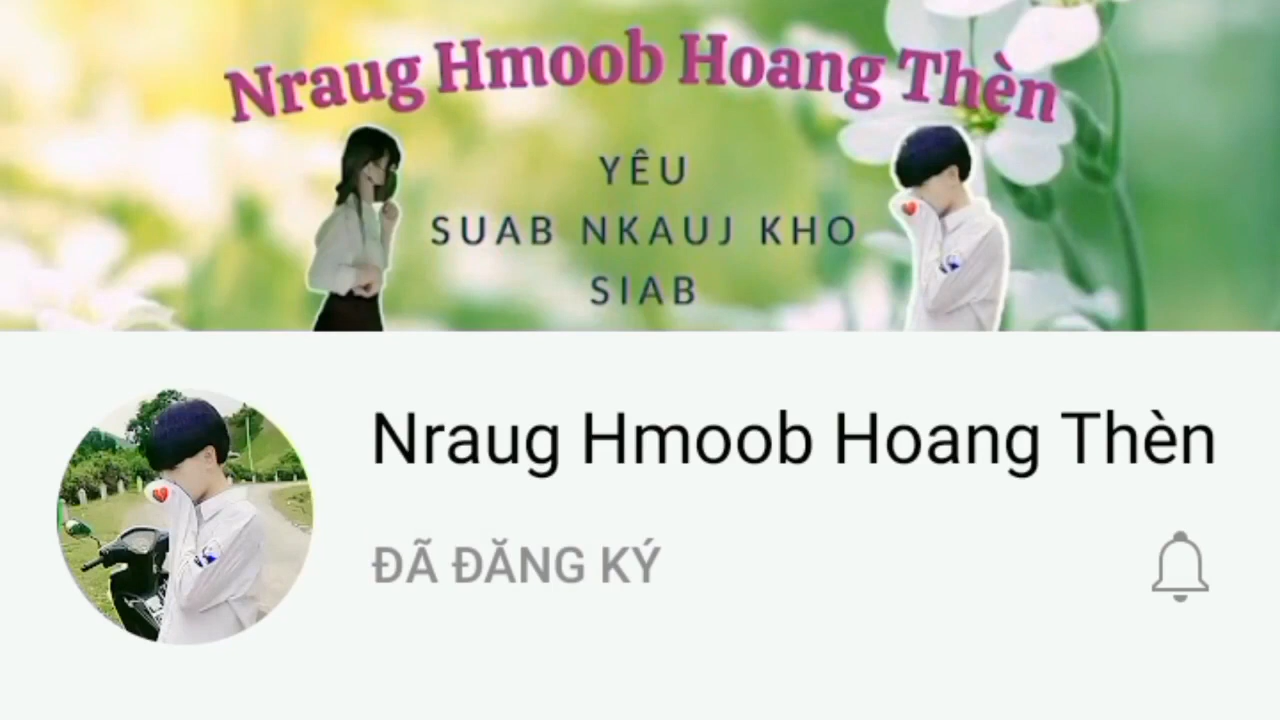 Nraug Hmoob Hoang Thèn
YÊU
SUAB NKAUJ KHO
SIAB
Nraug Hmoob Hoang Thèn
ĐÃ ĐĂNG KÝ